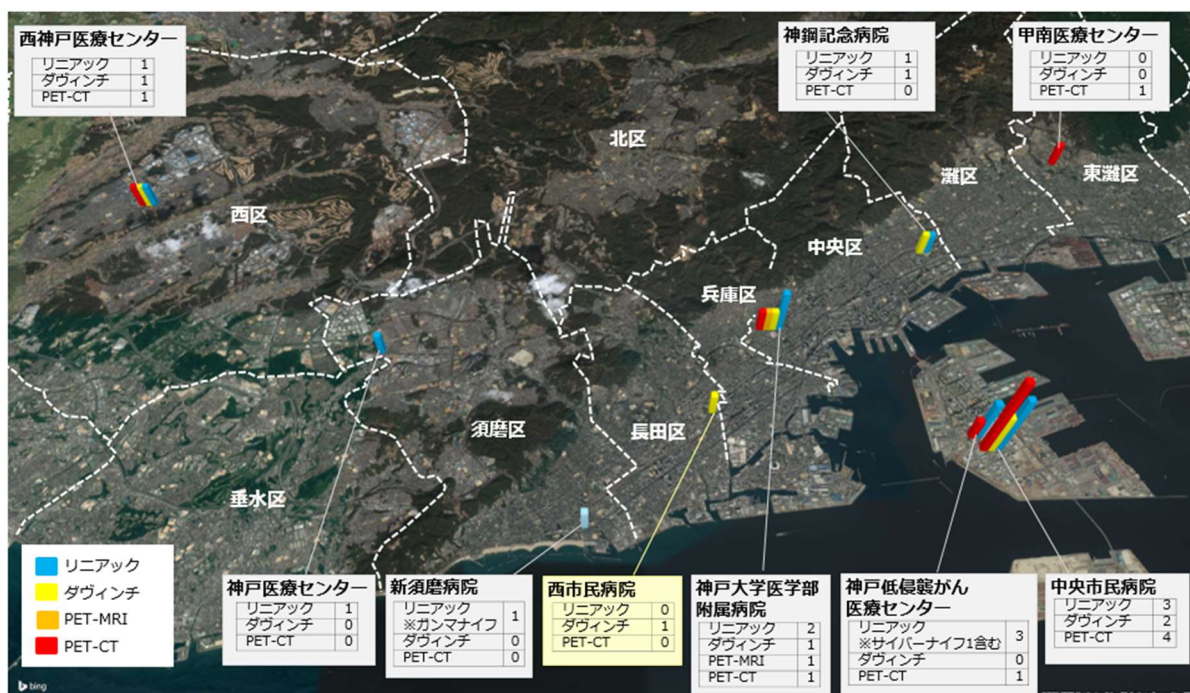 西神戸医療センター
リニアック 1
ダヴィンチ 1
PET-CT 1
神鋼記念病院
リニアック 1
ダヴィンチ 1
PET-CT 0
甲南医療センター
リニアック 0
ダヴィンチ 0
PET-CT 1
北区
灘区
東灘区
西区
中央区
兵庫区
須磨区
長田区
垂水区
リニアック
ダヴィンチ
PET-MRI
PET-CT
神戸医療センター
リニアック 1
ダヴィンチ 0
PET-CT 0
新須磨病院
リニアック
※ガンマナイフ 1
ダヴィンチ 0
PET-CT 0
西市民病院
リニアック 0
ダヴィンチ 1
PET-CT 0
神戸大学医学部
附属病院
リニアック 2
ダヴィンチ 1
PET-MRI 1
PET-CT 1
神戸低侵襲がん
医療センター
リニアック
※サイバーナイフ1含む 3
ダヴィンチ 0
PET-CT 1
中央市民病院
リニアック 3
ダヴィンチ 2
PET-CT 4
bing